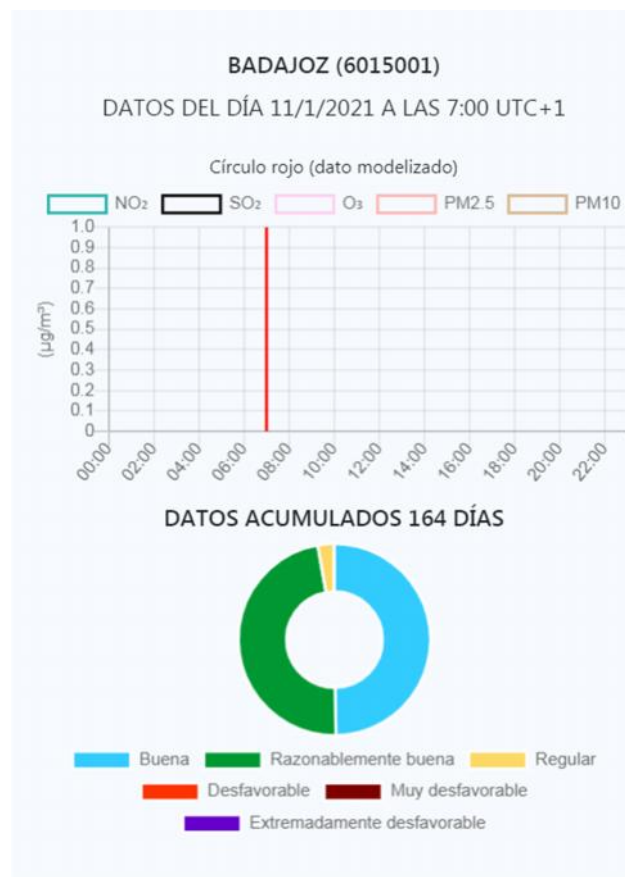 BADAJOZ (6015001)
DATOS DEL DÍA 11/1/2021 A LAS 7:00 UTC+1
Círculo rojo (dato modelizado)
NO₂ SO₂ O₃ PM2.5 PM10
1.0
0.9
0.8
0.7
0.6
0.5
0.4
0.3
0.2
0.1
0
(µg/m³)
00:00 02:00 04:00 06:00 08:00 10:00 12:00 14:00 16:00 18:00 20:00 22:00
DATOS ACUMULADOS 164 DÍAS
Buena Razonablemente buena Regular
Desfavorable Muy desfavorable
Extremadamente desfavorable